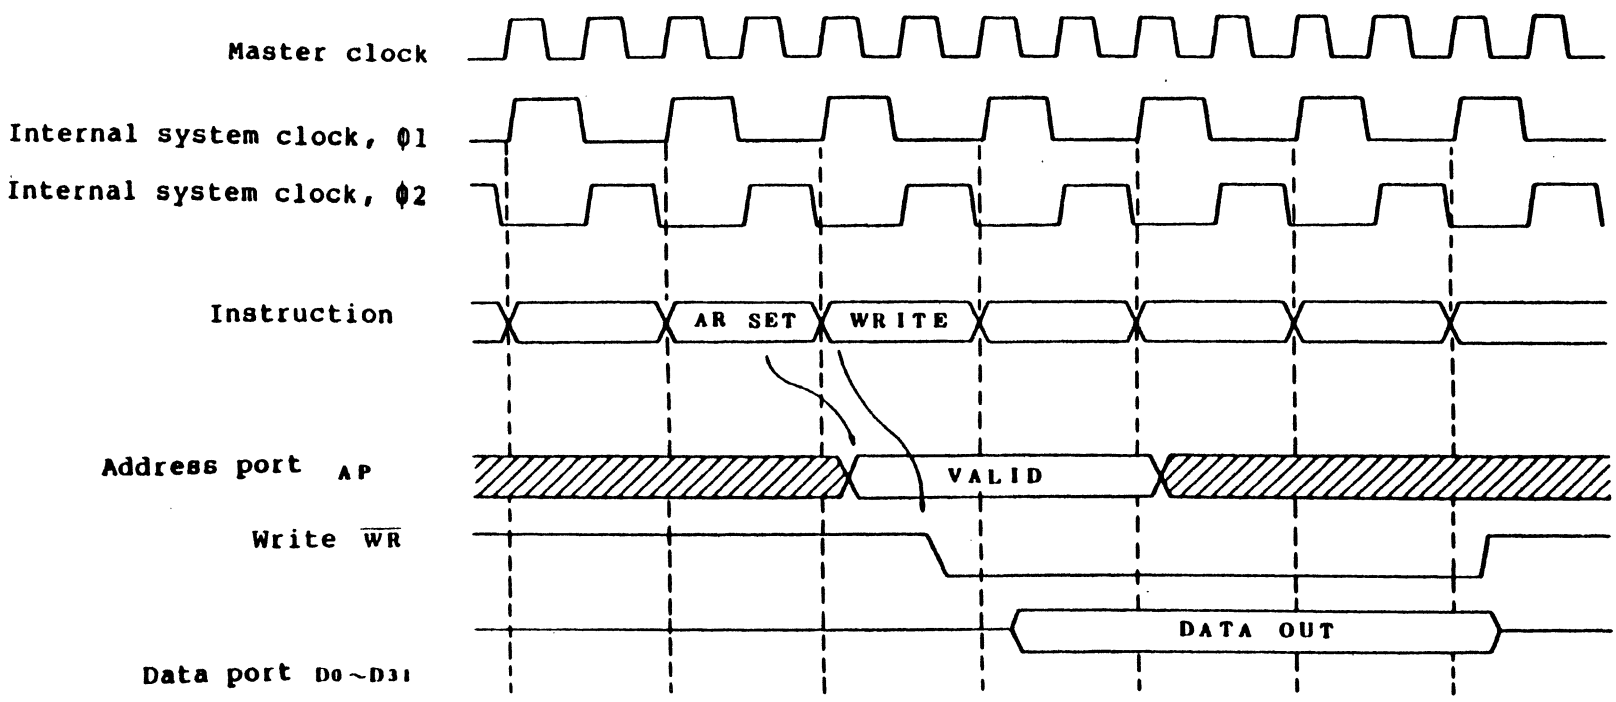 Master clock
Internal system clock, φ1
Internal system clock, φ2
Instruction
AR SET
WRITE
Address port AP
VALID
Write W̅R̅
DATA OUT
Data port D0~D31